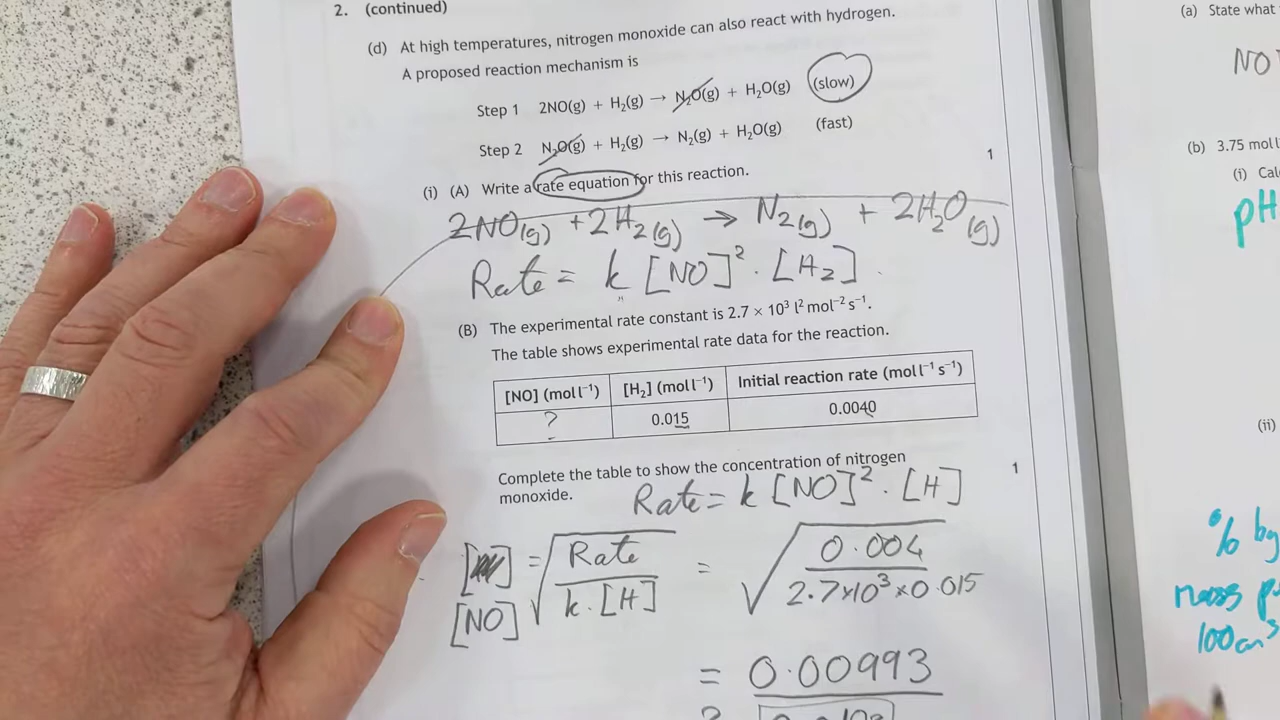 2. (continued)
(d) At high temperatures, nitrogen monoxide can also react with hydrogen.
A proposed reaction mechanism is
Step 1 2NO(g) + H₂(g) → N₂O(g) + H₂O(g) (slow)
Step 2 N₂O(g) + H₂(g) → N₂(g) + H₂O(g) (fast)
(i) (A) Write a rate equation for this reaction. 1
2NO(g) + 2H₂(g) → N₂(g) + 2H₂O(g)
Rate = k [NO]² · [H₂]
(B) The experimental rate constant is 2.7 × 10³ l² mol⁻² s⁻¹.
The table shows experimental rate data for the reaction.
[NO] (mol l⁻¹) [H₂] (mol l⁻¹) Initial reaction rate (mol l⁻¹ s⁻¹)
? 0.015 0.0040
Complete the table to show the concentration of nitrogen
monoxide. 1
Rate = k [NO]² · [H]
[NO] = √ Rate / k · [H] = √ 0·004 / 2·7×10³×0·015
= 0·00993
(a) State what
NO
(b) 3.75 mol l
(i) Cal
pH
(ii)
% by
mass p
100cm³